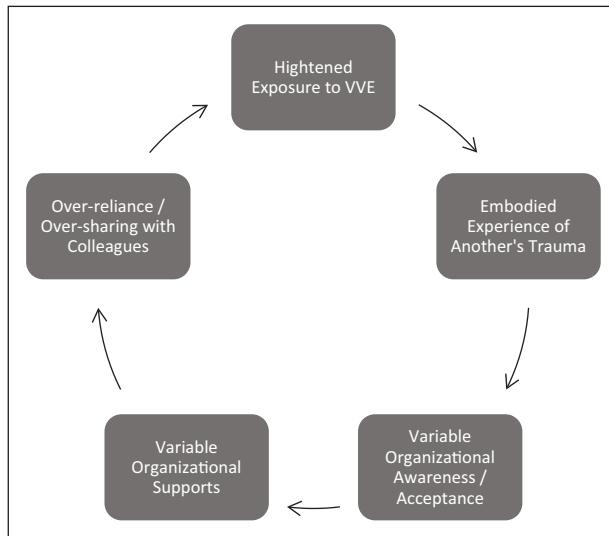 Hightened
Exposure to VVE
Embodied
Experience of
Another's Trauma
Variable
Organizational
Awareness /
Acceptance
Variable
Organizational
Supports
Over-reliance /
Over-sharing with
Colleagues